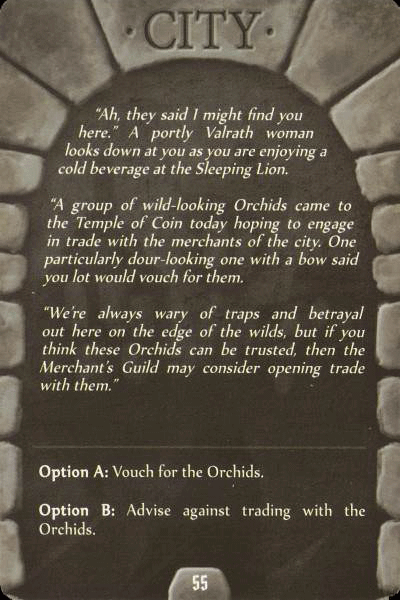 · CITY ·
“Ah, they said I might find you
here.” A portly Valrath woman
looks down at you as you are enjoying a
cold beverage at the Sleeping Lion.
“A group of wild-looking Orchids came to
the Temple of Coin today hoping to engage
in trade with the merchants of the city. One
particularly dour-looking one with a bow said
you lot would vouch for them.
“We’re always wary of traps and betrayal
out here on the edge of the wilds, but if you
think these Orchids can be trusted, then the
Merchant’s Guild may consider opening trade
with them.”
Option A: Vouch for the Orchids.
Option B: Advise against trading with the
Orchids.
55